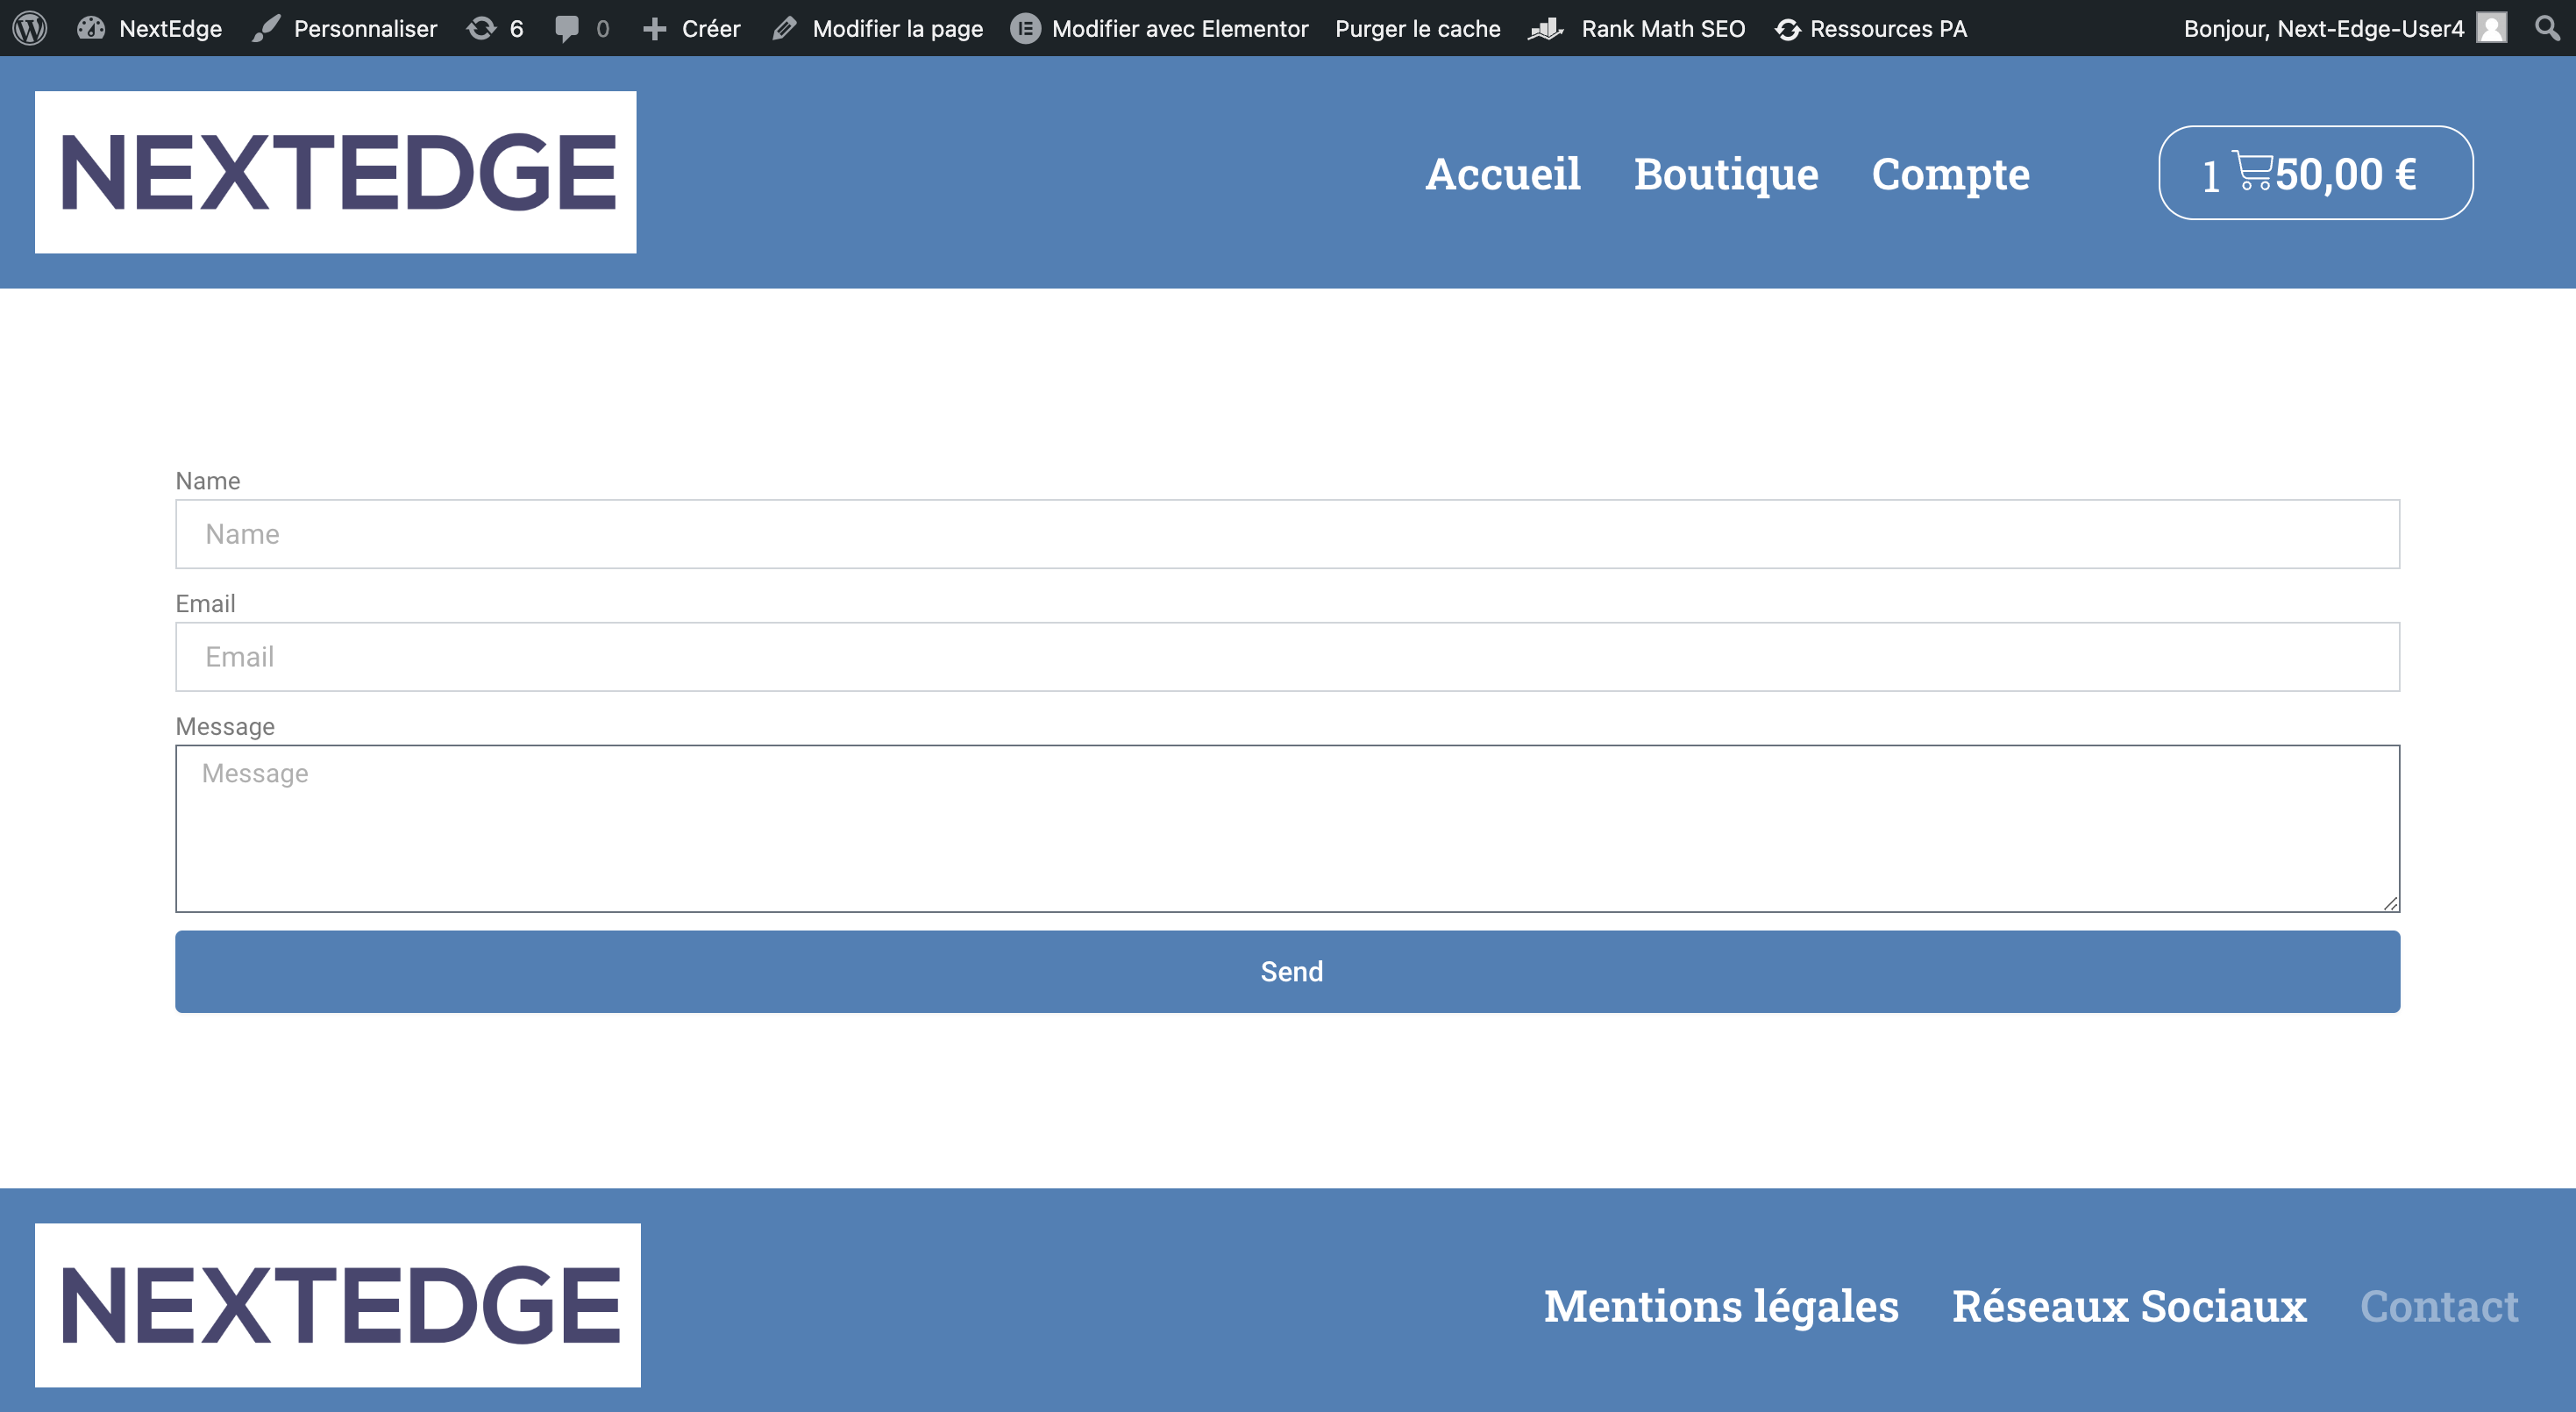 NextEdge Personnaliser 6 0 Créer Modifier la page Modifier avec Elementor Purger le cache Rank Math SEO Ressources PA Bonjour, Next-Edge-User4
NEXTEDGE
Accueil Boutique Compte 1 50,00 €
Name
Name
Email
Email
Message
Message
Send
NEXTEDGE
Mentions légales Réseaux Sociaux Contact